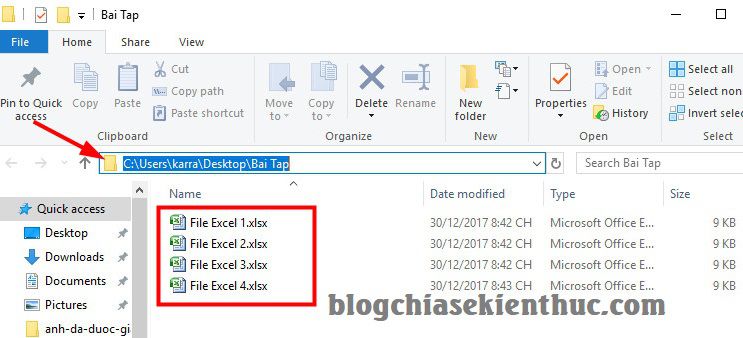 Bai Tap
File Home Share View
Pin to Quick access
Copy
Paste
Cut
Copy path
Paste shortcut
Clipboard
Move to
Copy to
Delete
Rename
Organize
New folder
New
Properties
Open
Edit
History
Open
Select all
Select non
Inver
Select
C:\Users\karra\Desktop\Bai Tap
Search Bai Tap
Quick access
Desktop
Downloads
Documents
Pictures
anh-da-duoc-gia
Name Date modified Type Size
File Excel 1.xlsx 30/12/2017 8:42 CH Microsoft Office E... 9 KB
File Excel 2.xlsx 30/12/2017 8:42 CH Microsoft Office E... 9 KB
File Excel 3.xlsx 30/12/2017 8:42 CH Microsoft Office E... 9 KB
File Excel 4.xlsx 30/12/2017 8:43 CH Microsoft Office E... 9 KB
blogchiasekienthuc.com